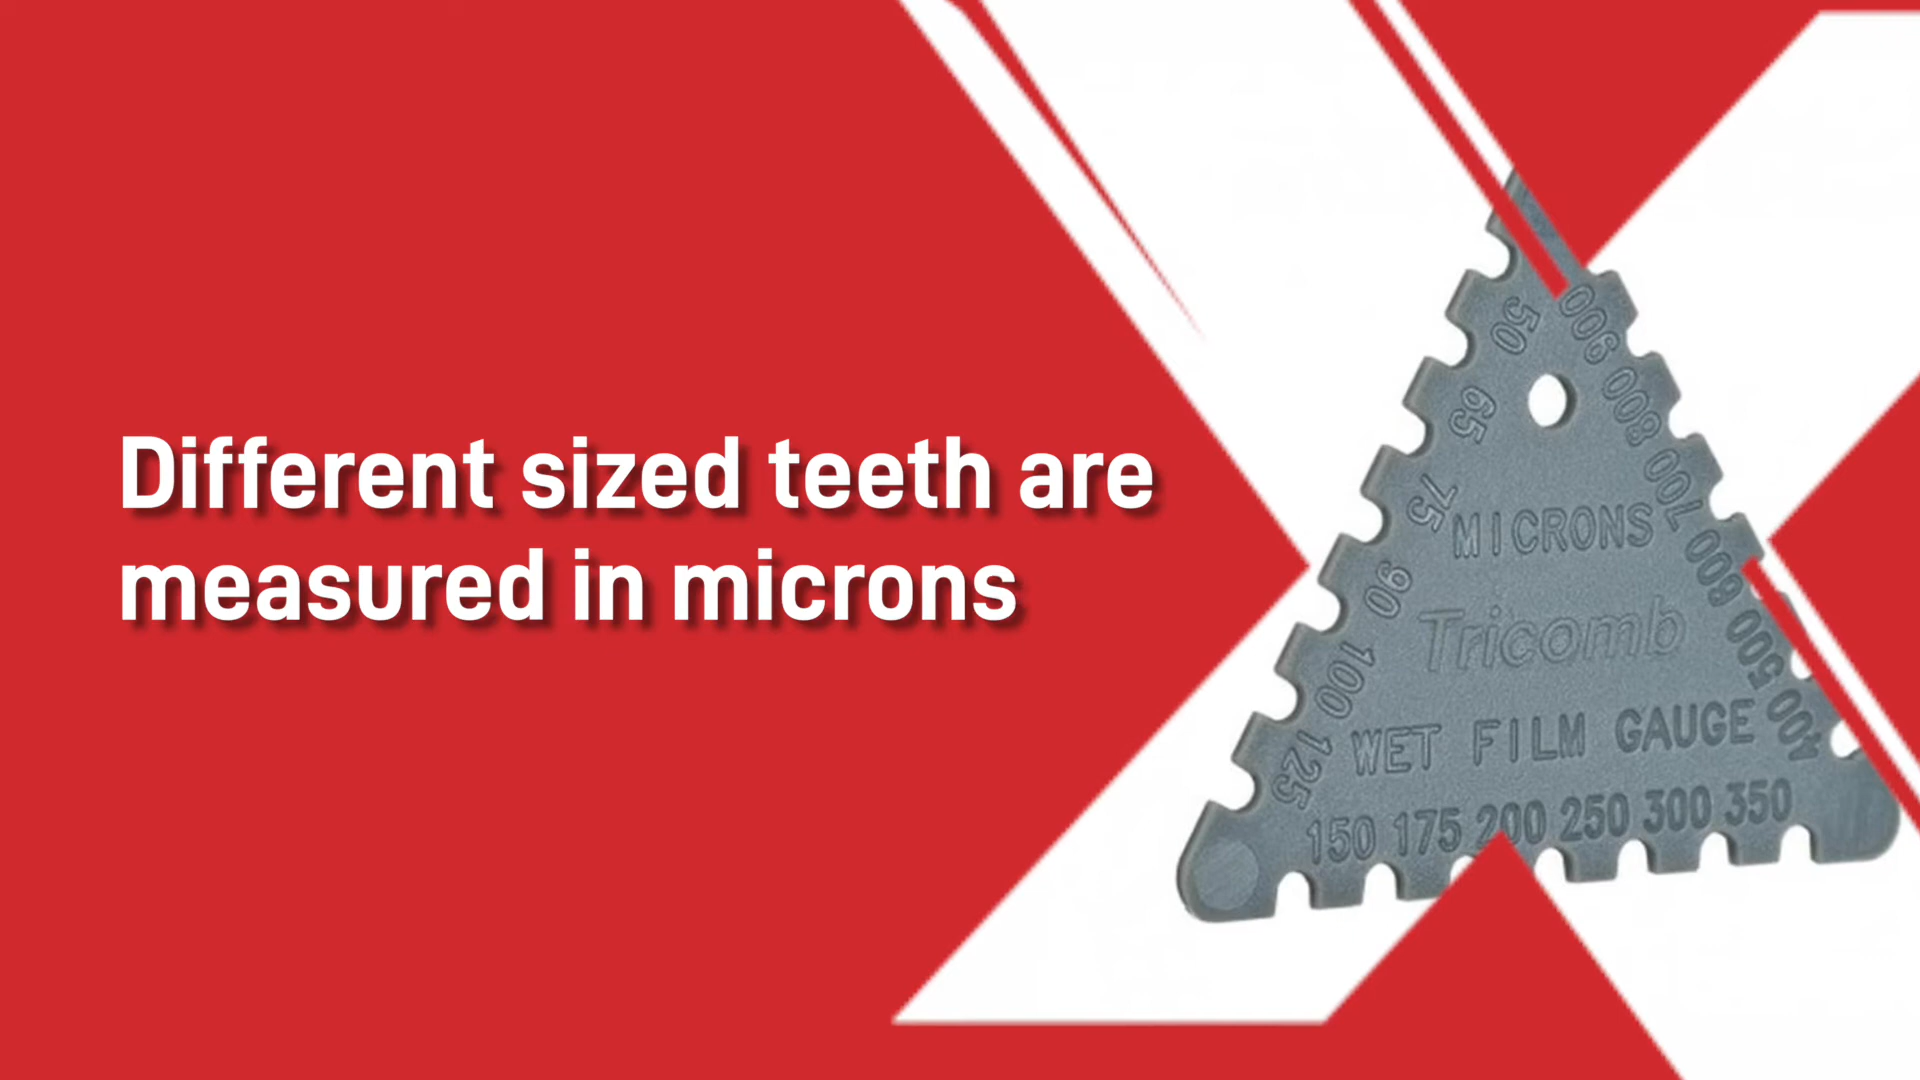 Different sized teeth are
measured in microns
50
65
75
90
100
125
900
800
700
600
500
400
MICRONS
Tricomb
WET FILM GAUGE
150 175 200 250 300 350